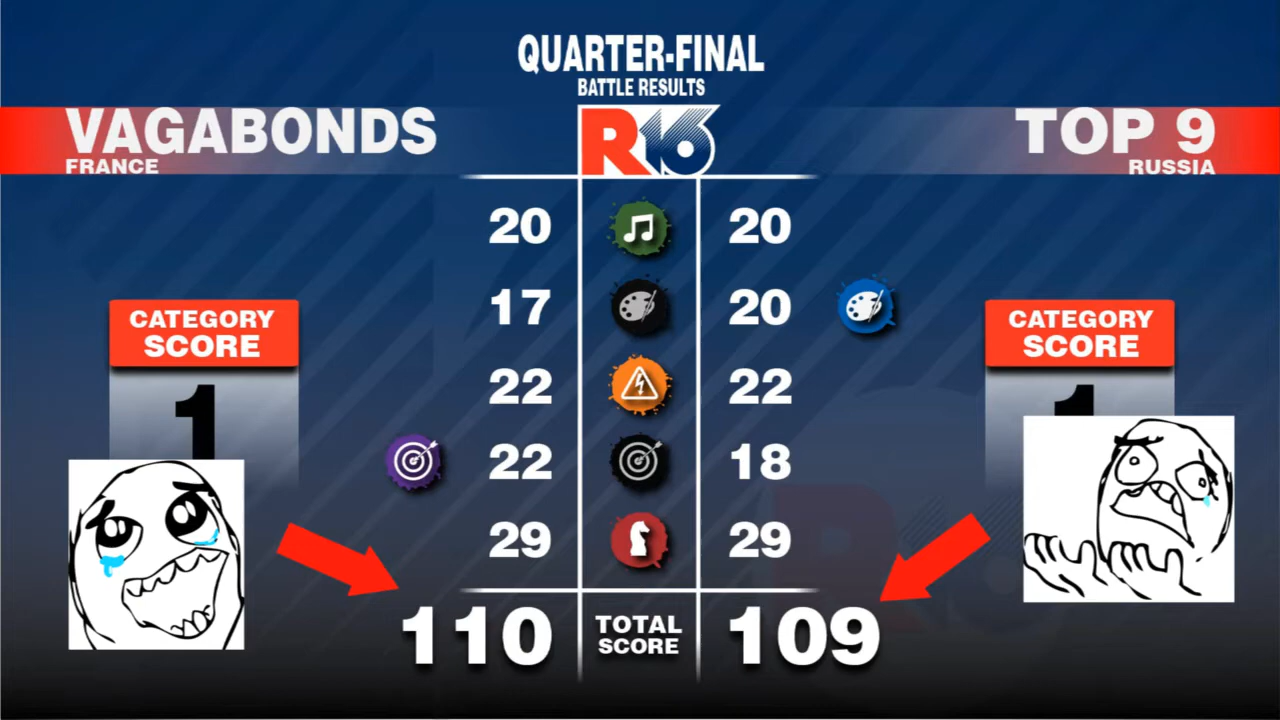 QUARTER-FINAL
BATTLE RESULTS
VAGABONDS
FRANCE
R16
TOP 9
RUSSIA
20 20
17 20
22 22
22 18
29 29
CATEGORY
SCORE
1
CATEGORY
SCORE
1
110 TOTAL
SCORE 109